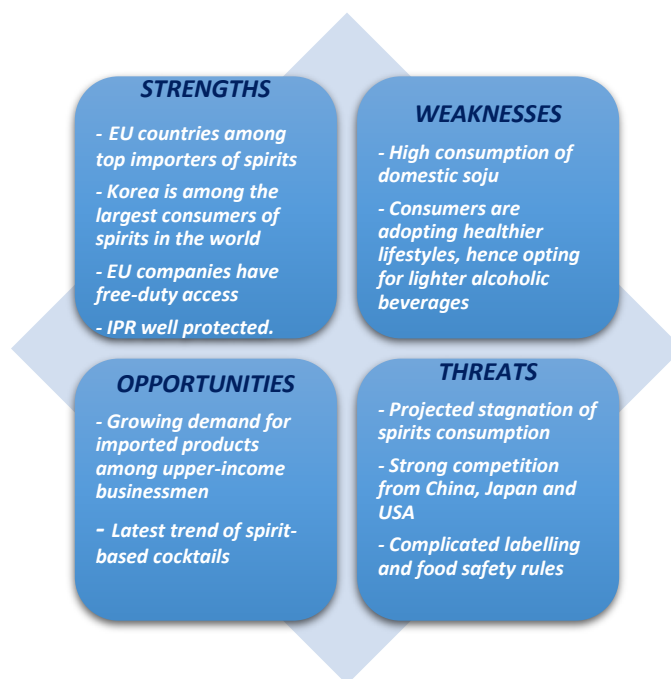 STRENGTHS
- EU countries among
top importers of spirits
- Korea is among the
largest consumers of
spirits in the world
- EU companies have
free-duty access
- IPR well protected.
WEAKNESSES
- High consumption of
domestic soju
- Consumers are
adopting healthier
lifestyles, hence opting
for lighter alcoholic
beverages
OPPORTUNITIES
- Growing demand for
imported products
among upper-income
businessmen
- Latest trend of spirit-
based cocktails
THREATS
- Projected stagnation of
spirits consumption
- Strong competition
from China, Japan and
USA
- Complicated labelling
and food safety rules